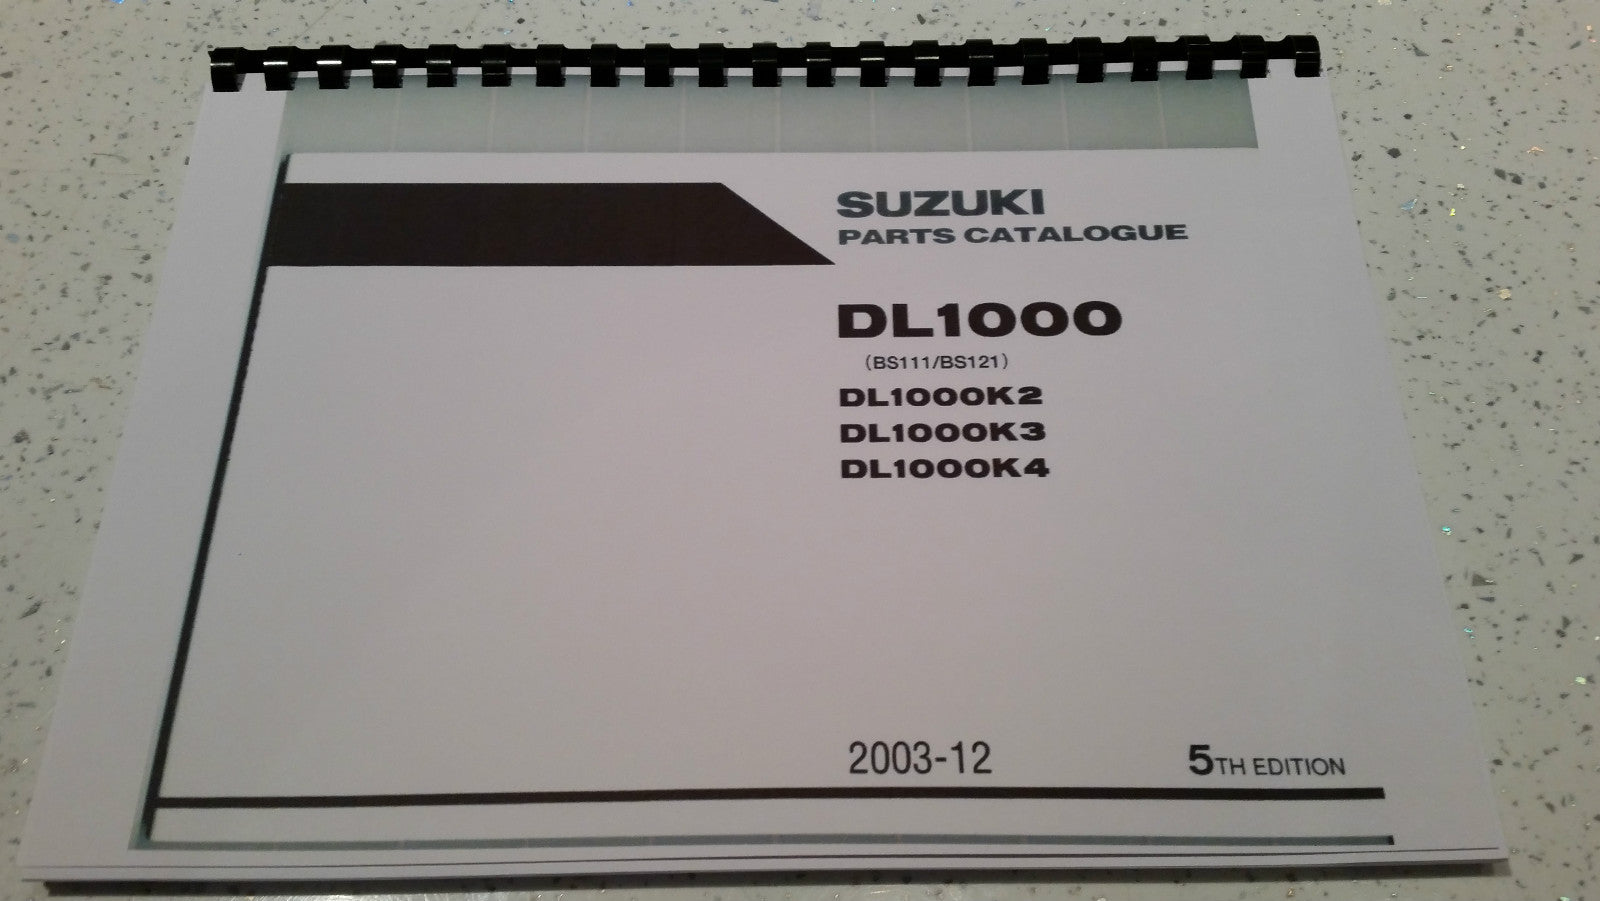 SUZUKI
PARTS CATALOGUE
DL1000
(BS111/BS121)
DL1000K2
DL1000K3
DL1000K4
2003-12 5TH EDITION